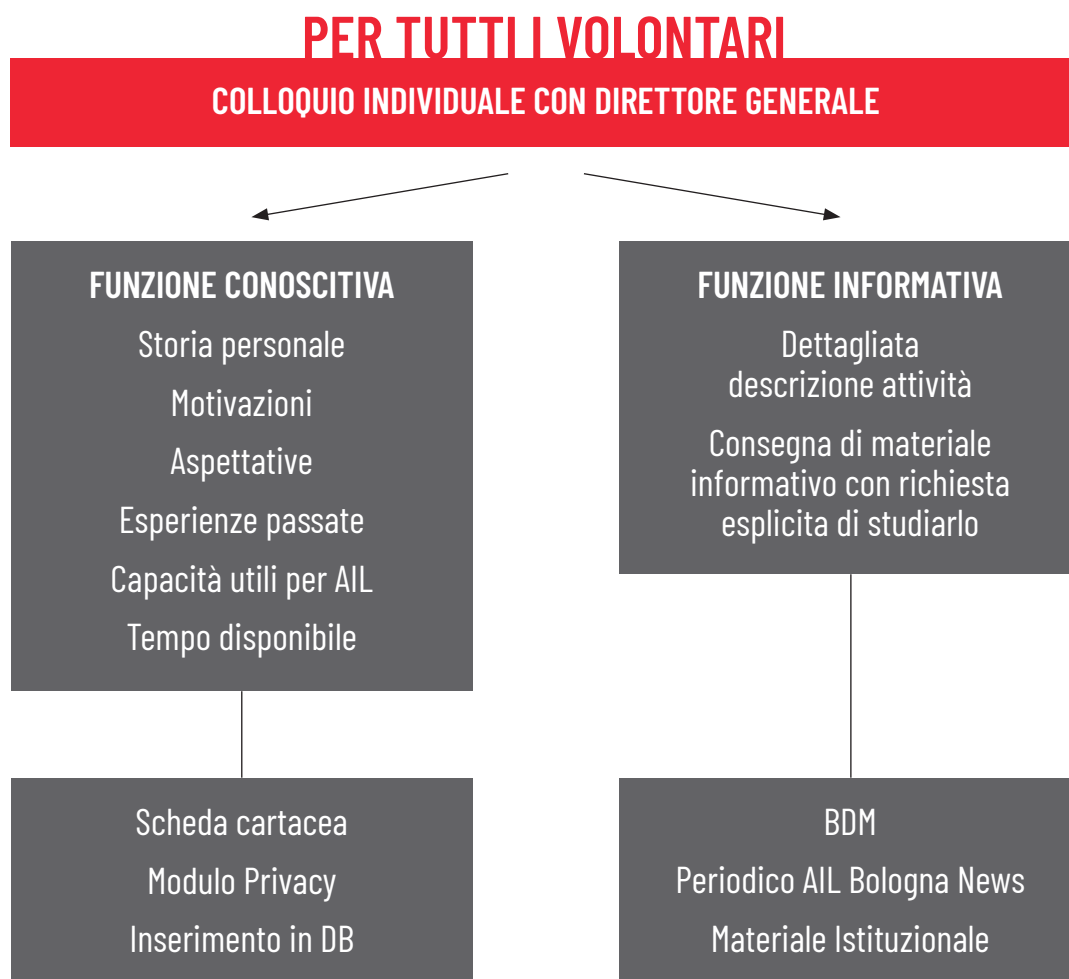 PER TUTTI I VOLONTARI
COLLOQUIO INDIVIDUALE CON DIRETTORE GENERALE
FUNZIONE CONOSCITIVA
Storia personale
Motivazioni
Aspettative
Esperienze passate
Capacità utili per AIL
Tempo disponibile
Scheda cartacea
Modulo Privacy
Inserimento in DB
FUNZIONE INFORMATIVA
Dettagliata
descrizione attività
Consegna di materiale
informativo con richiesta
esplicita di studiarlo
BDM
Periodico AIL Bologna News
Materiale Istituzionale